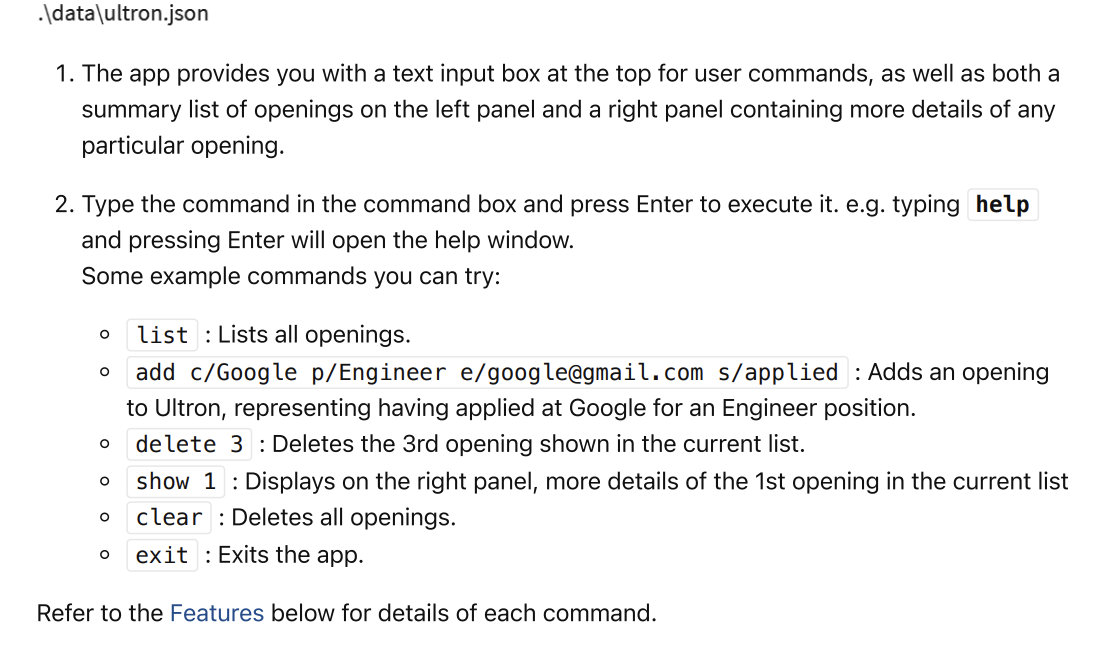 .\data\ultron.json
1. The app provides you with a text input box at the top for user commands, as well as both a
summary list of openings on the left panel and a right panel containing more details of any
particular opening.
2. Type the command in the command box and press Enter to execute it. e.g. typing help
and pressing Enter will open the help window.
Some example commands you can try:
list : Lists all openings.
add c/Google p/Engineer e/google@gmail.com s/applied : Adds an opening
to Ultron, representing having applied at Google for an Engineer position.
delete 3 : Deletes the 3rd opening shown in the current list.
show 1 : Displays on the right panel, more details of the 1st opening in the current list
clear : Deletes all openings.
exit : Exits the app.
Refer to the Features below for details of each command.